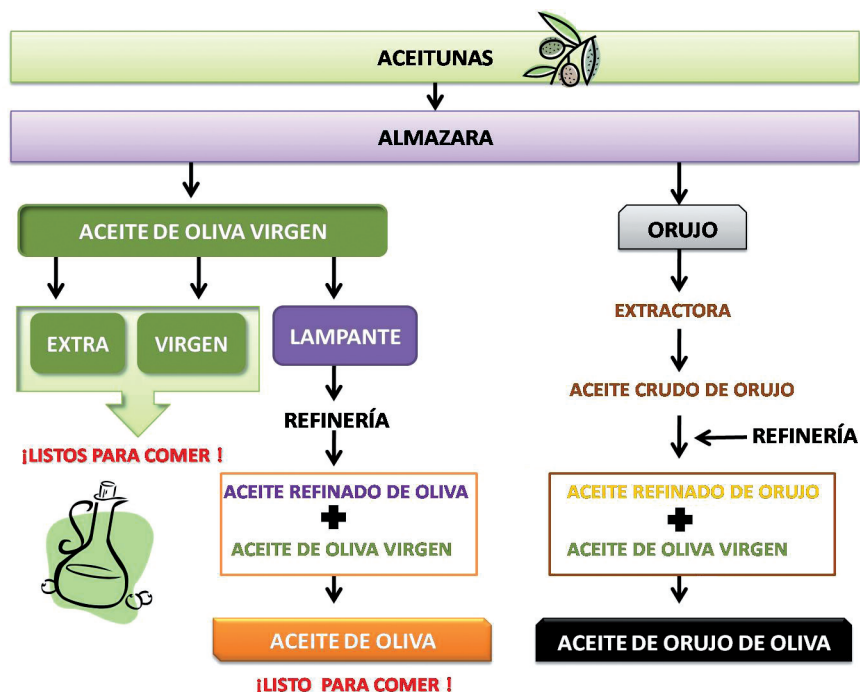 ACEITUNAS
ALMAZARA
ACEITE DE OLIVA VIRGEN
ORUJO
EXTRA
VIRGEN
LAMPANTE
EXTRACTORA
ACEITE CRUDO DE ORUJO
REFINERÍA
REFINERÍA
¡LISTOS PARA COMER !
ACEITE REFINADO DE OLIVA
+
ACEITE DE OLIVA VIRGEN
ACEITE REFINADO DE ORUJO
+
ACEITE DE OLIVA VIRGEN
ACEITE DE OLIVA
ACEITE DE ORUJO DE OLIVA
¡LISTO PARA COMER !